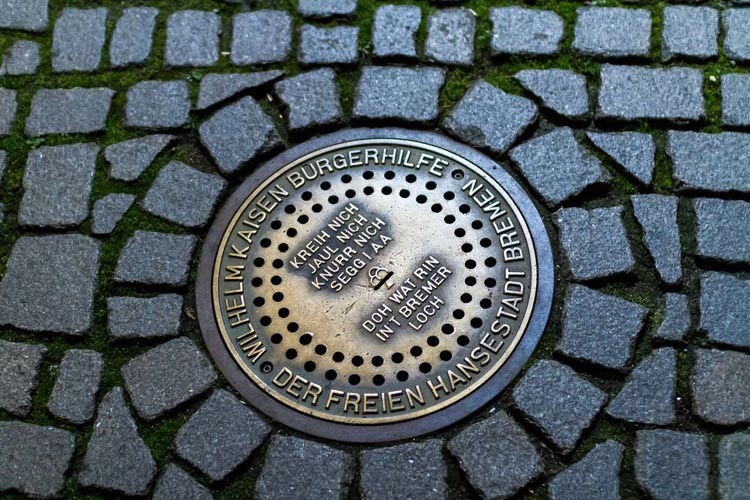 WILHELM KAISEN BÜRGERHILFE
DER FREIEN HANSESTADT BREMEN
KREIH NICH
JAUL NICH
KNURR NICH
SEGG I AA
DOH WAT RIN
IN'T BREMER
LOCH